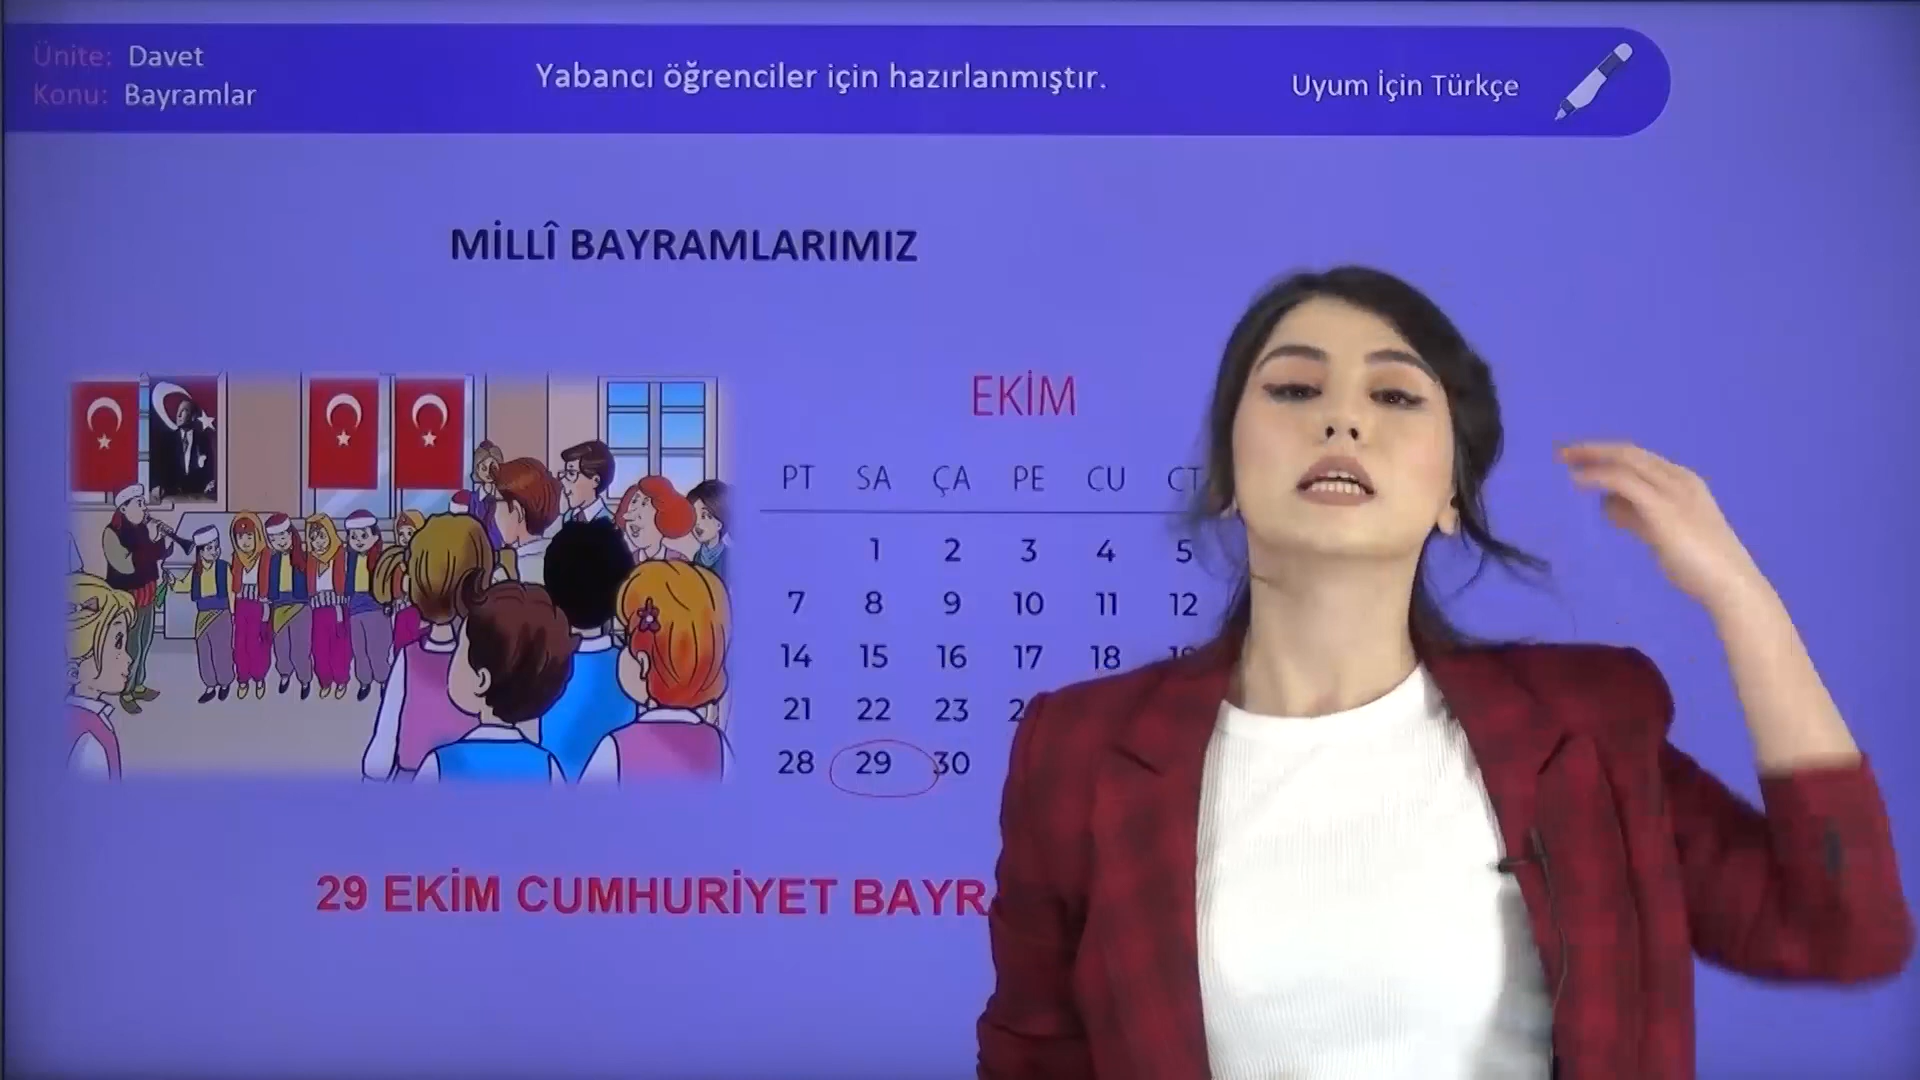 Ünite: Davet
Konu: Bayramlar
Yabancı öğrenciler için hazırlanmıştır.
Uyum İçin Türkçe
MİLLÎ BAYRAMLARIMIZ
EKİM
PT SA ÇA PE CU CT
1 2 3 4 5
7 8 9 10 11 12
14 15 16 17 18
21 22 23
28 29 30
29 EKİM CUMHURİYET